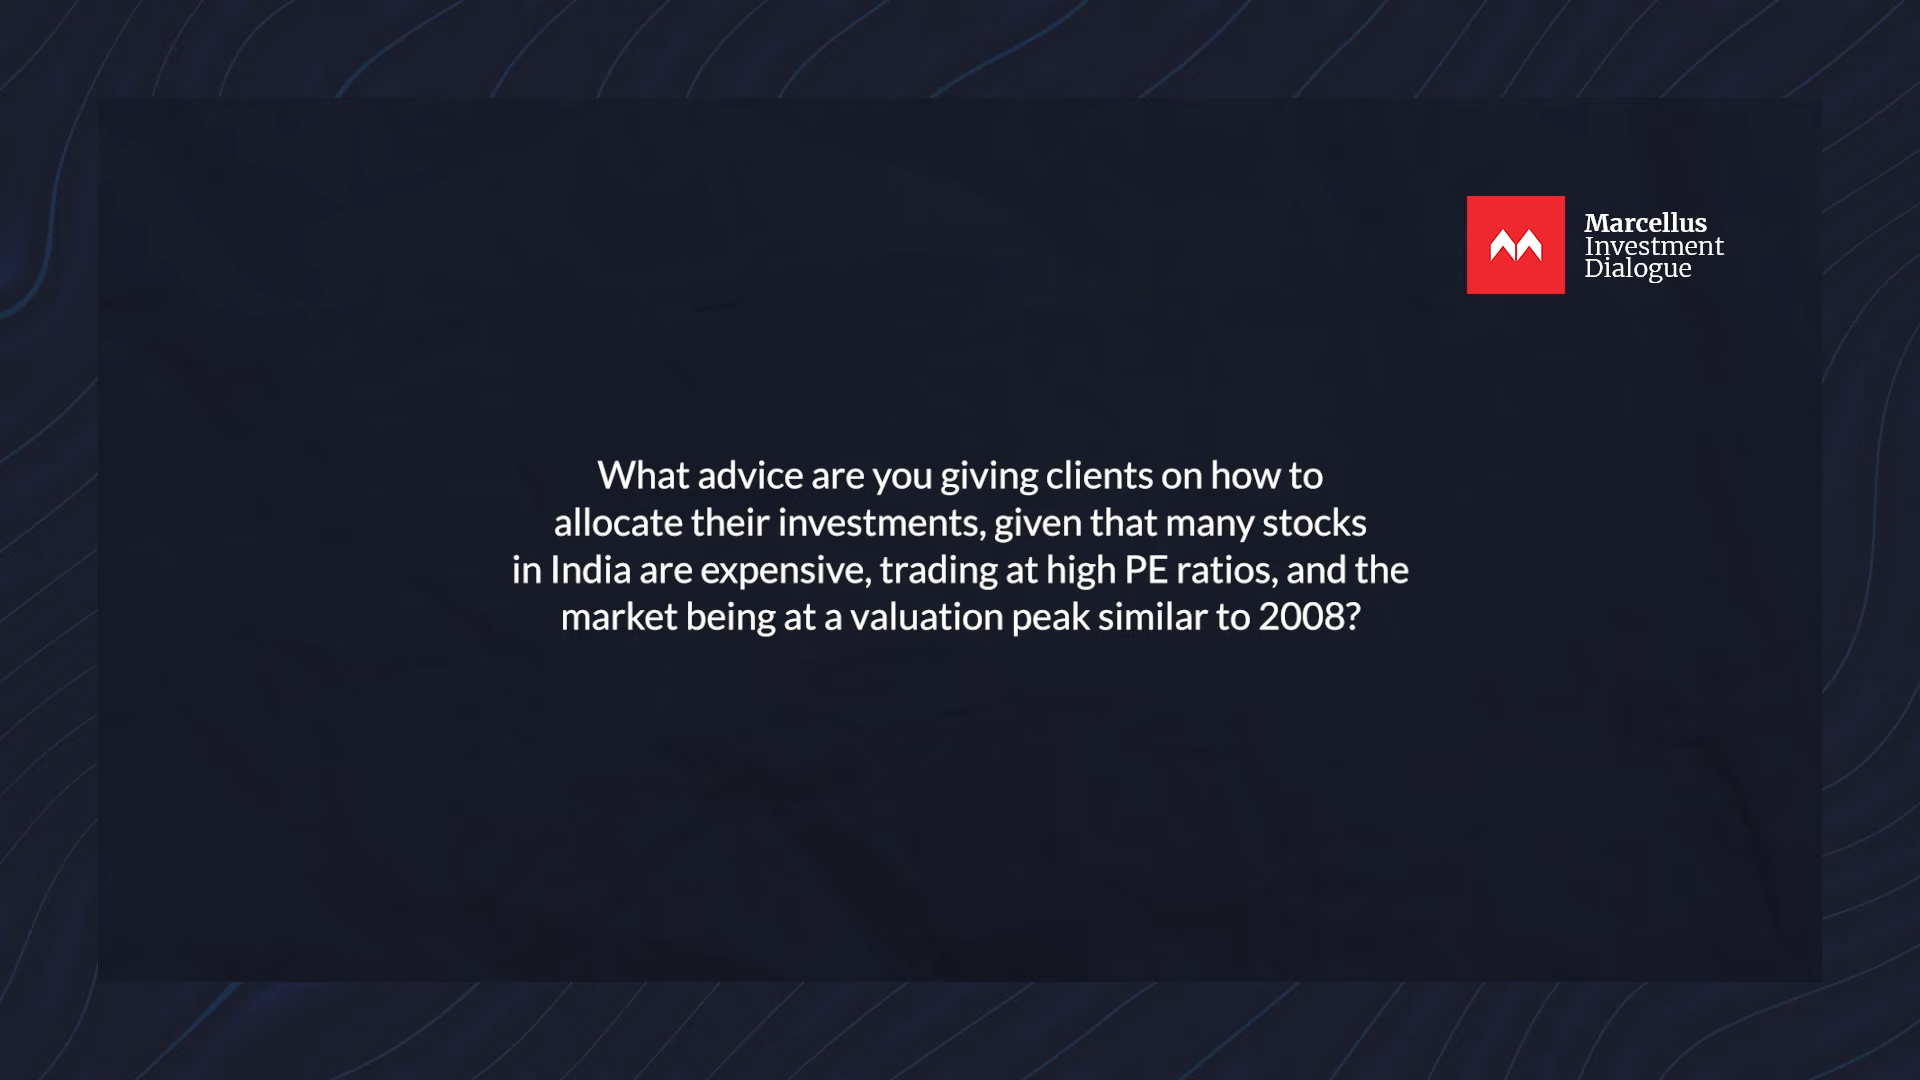 Marcellus
Investment
Dialogue
What advice are you giving clients on how to
allocate their investments, given that many stocks
in India are expensive, trading at high PE ratios, and the
market being at a valuation peak similar to 2008?